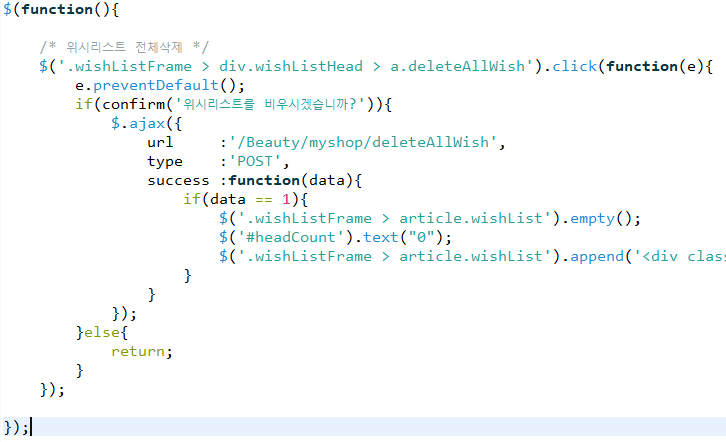 $(function(){
/* 위시리스트 전체삭제 */
$('.wishListFrame > div.wishListHead > a.deleteAllWish').click(function(e){
e.preventDefault();
if(confirm('위시리스트를 비우시겠습니까?')){
$.ajax({
url :'/Beauty/myshop/deleteAllWish',
type :'POST',
success :function(data){
if(data == 1){
$('.wishListFrame > article.wishList').empty();
$('#headCount').text("0");
$('.wishListFrame > article.wishList').append('<div clas
}
}
});
}else{
return;
}
});
});